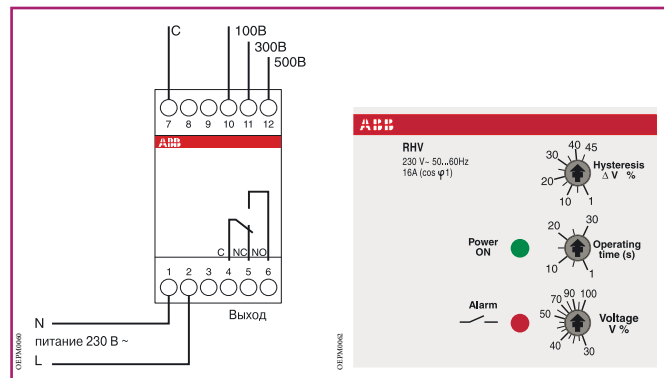 C
100В
300В
500В
7 8 9 10 11 12
ABB
C NC NO
1 2 3 4 5 6
Выход
N
питание 230 В ~
L
OEPM0060
ABB
RHV
230 V~ 50...60Hz
16A (cos φ1)
40 45
30
20
10 1
Hysteresis
Δ V %
Power
ON
20 30
10 1
Operating
time (s)
Alarm
70 90 100
50
40 30
Voltage
V %
OEPM0062